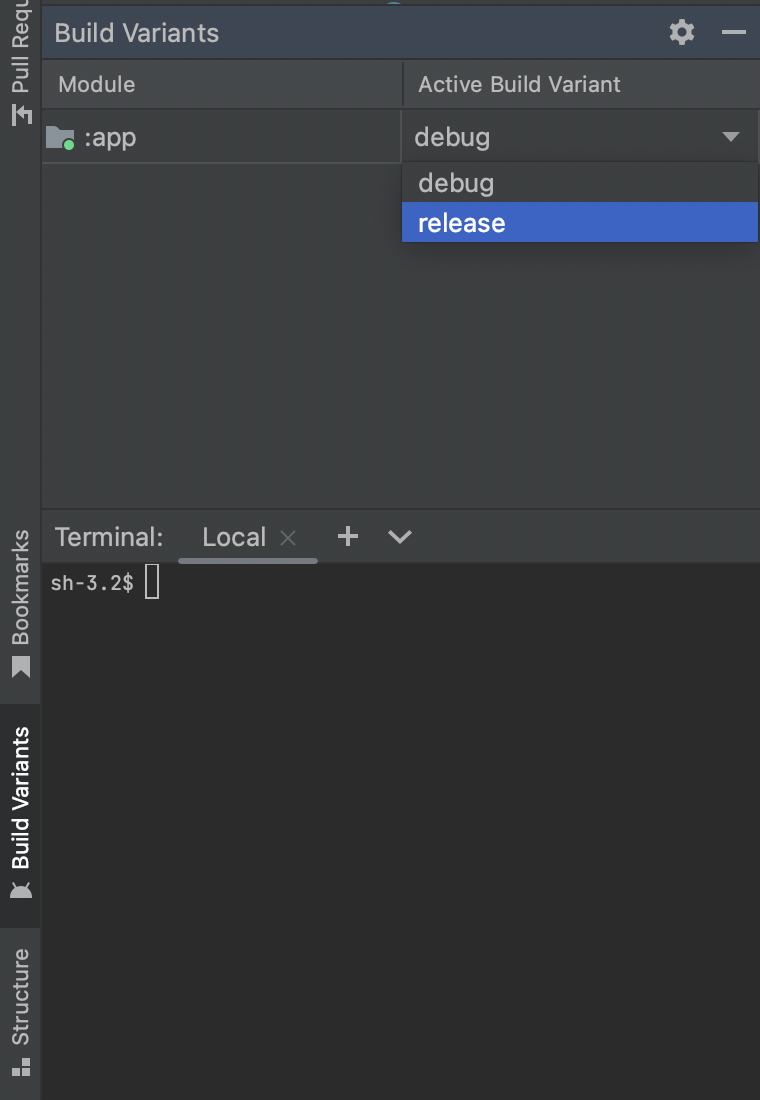 Build Variants
Module
Active Build Variant
:app
debug
debug
release
Terminal:
Local
sh-3.2$
Pull Requ
Bookmarks
Build Variants
Structure